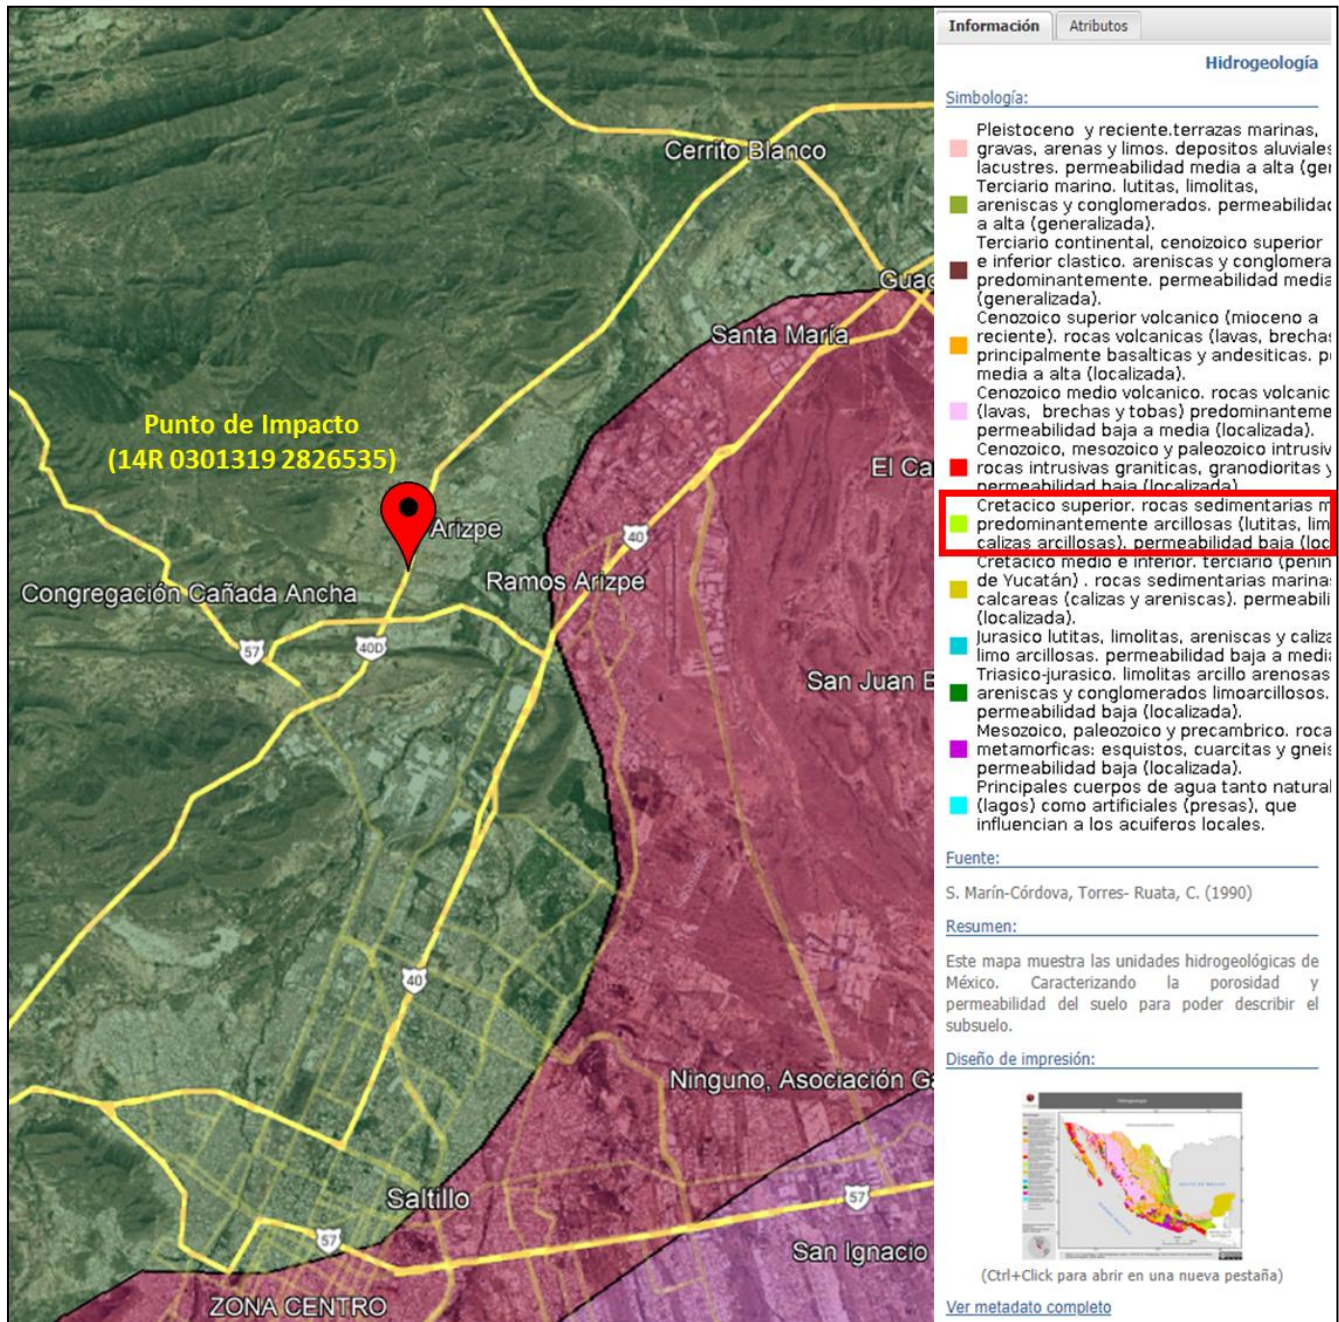 Cerrito Blanco
Guad
Santa María
Punto de Impacto
(14R 0301319 2826535)
El Ca
Arizpe
40
Ramos Arizpe
Congregación Cañada Ancha
57
40D
San Juan B
40
Ninguno, Asociación Ga
Saltillo
57
57
San Ignacio
ZONA CENTRO
Información
Atributos
Hidrogeología
Simbología:
Pleistoceno y reciente.terrazas marinas,
gravas, arenas y limos. depositos aluviales
lacustres. permeabilidad media a alta (gen
Terciario marino. lutitas, limolitas,
areniscas y conglomerados. permeabilidad
a alta (generalizada).
Terciario continental, cenoizoico superior
e inferior clastico. areniscas y conglomera
predominantemente. permeabilidad media
(generalizada).
Cenozoico superior volcanico (mioceno a
reciente). rocas volcanicas (lavas, brechas
principalmente basalticas y andesiticas. p
media a alta (localizada).
Cenozoico medio volcanico. rocas volcanic
(lavas, brechas y tobas) predominanteme
permeabilidad baja a media (localizada).
Cenozoico, mesozoico y paleozoico intrusiv
rocas intrusivas graniticas, granodioritas y
permeabilidad baja (localizada)
Cretacico superior. rocas sedimentarias m
predominantemente arcillosas (lutitas, lim
calizas arcillosas). permeabilidad baja (loc
Cretacico medio e inferior. terciario (penin
de Yucatán) . rocas sedimentarias marinas
calcareas (calizas y areniscas). permeabili
(localizada).
Jurasico lutitas, limolitas, areniscas y caliza
limo arcillosas. permeabilidad baja a media
Triasico-jurasico. limolitas arcillo arenosas
areniscas y conglomerados limoarcillosos.
permeabilidad baja (localizada).
Mesozoico, paleozoico y precambrico. roca
metamorficas: esquistos, cuarcitas y gneis
permeabilidad baja (localizada).
Principales cuerpos de agua tanto natural
(lagos) como artificiales (presas), que
influencian a los acuiferos locales.
Fuente:
S. Marín-Córdova, Torres- Ruata, C. (1990)
Resumen:
Este mapa muestra las unidades hidrogeológicas de
México. Caracterizando la porosidad y
permeabilidad del suelo para poder describir el
subsuelo.
Diseño de impresión:
(Ctrl+Click para abrir en una nueva pestaña)
Ver metadato completo